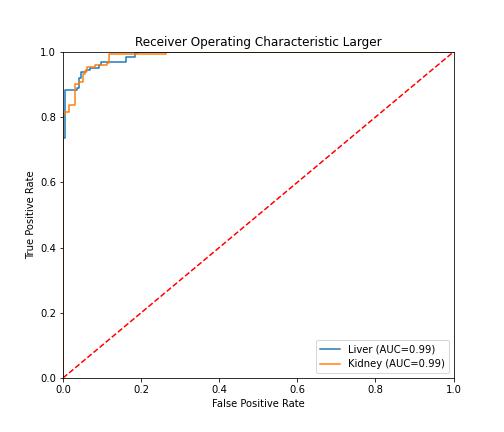 Receiver Operating Characteristic Larger
1.0
0.8
0.6
0.4
0.2
0.0
True Positive Rate
Liver (AUC=0.99)
Kidney (AUC=0.99)
0.0 0.2 0.4 0.6 0.8 1.0
False Positive Rate